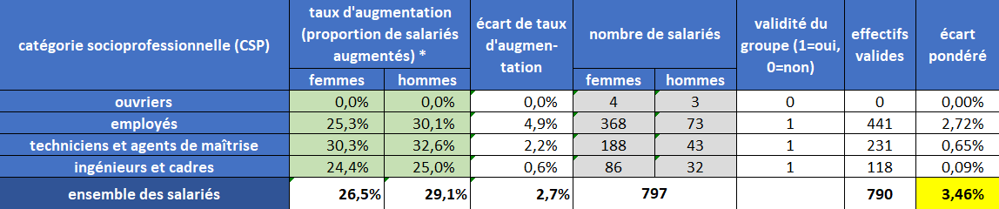 catégorie socioprofessionnelle (CSP)
taux d'augmentation
(proportion de salariés
augmentés) *
écart de taux
d'augmen-
tation
nombre de salariés
validité du
groupe (1=oui,
0=non)
effectifs
valides
écart
pondéré
femmes hommes femmes hommes
ouvriers 0,0% 0,0% 0,0% 4 3 0 0 0,00%
employés 25,3% 30,1% 4,9% 368 73 1 441 2,72%
techniciens et agents de maîtrise 30,3% 32,6% 2,2% 188 43 1 231 0,65%
ingénieurs et cadres 24,4% 25,0% 0,6% 86 32 1 118 0,09%
ensemble des salariés 26,5% 29,1% 2,7% 797 790 3,46%